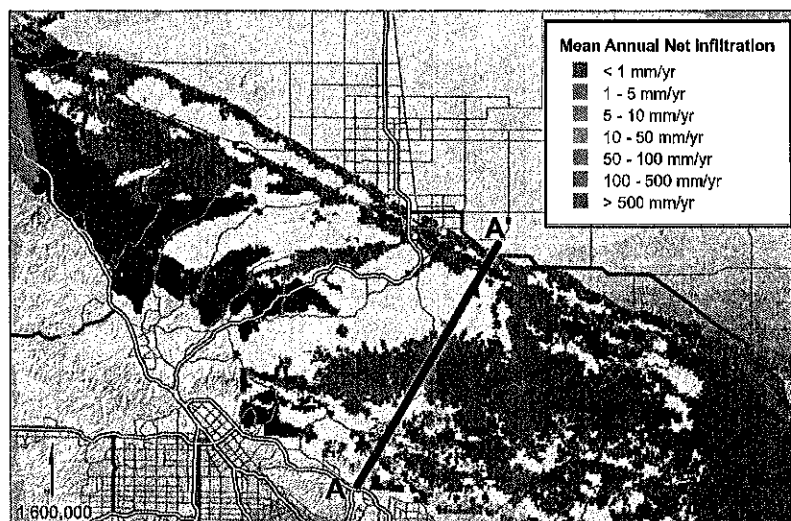 Mean Annual Net Infiltration
< 1 mm/yr
1 - 5 mm/yr
5 - 10 mm/yr
10 - 50 mm/yr
50 - 100 mm/yr
100 - 500 mm/yr
> 500 mm/yr
A'
A
1:600,000